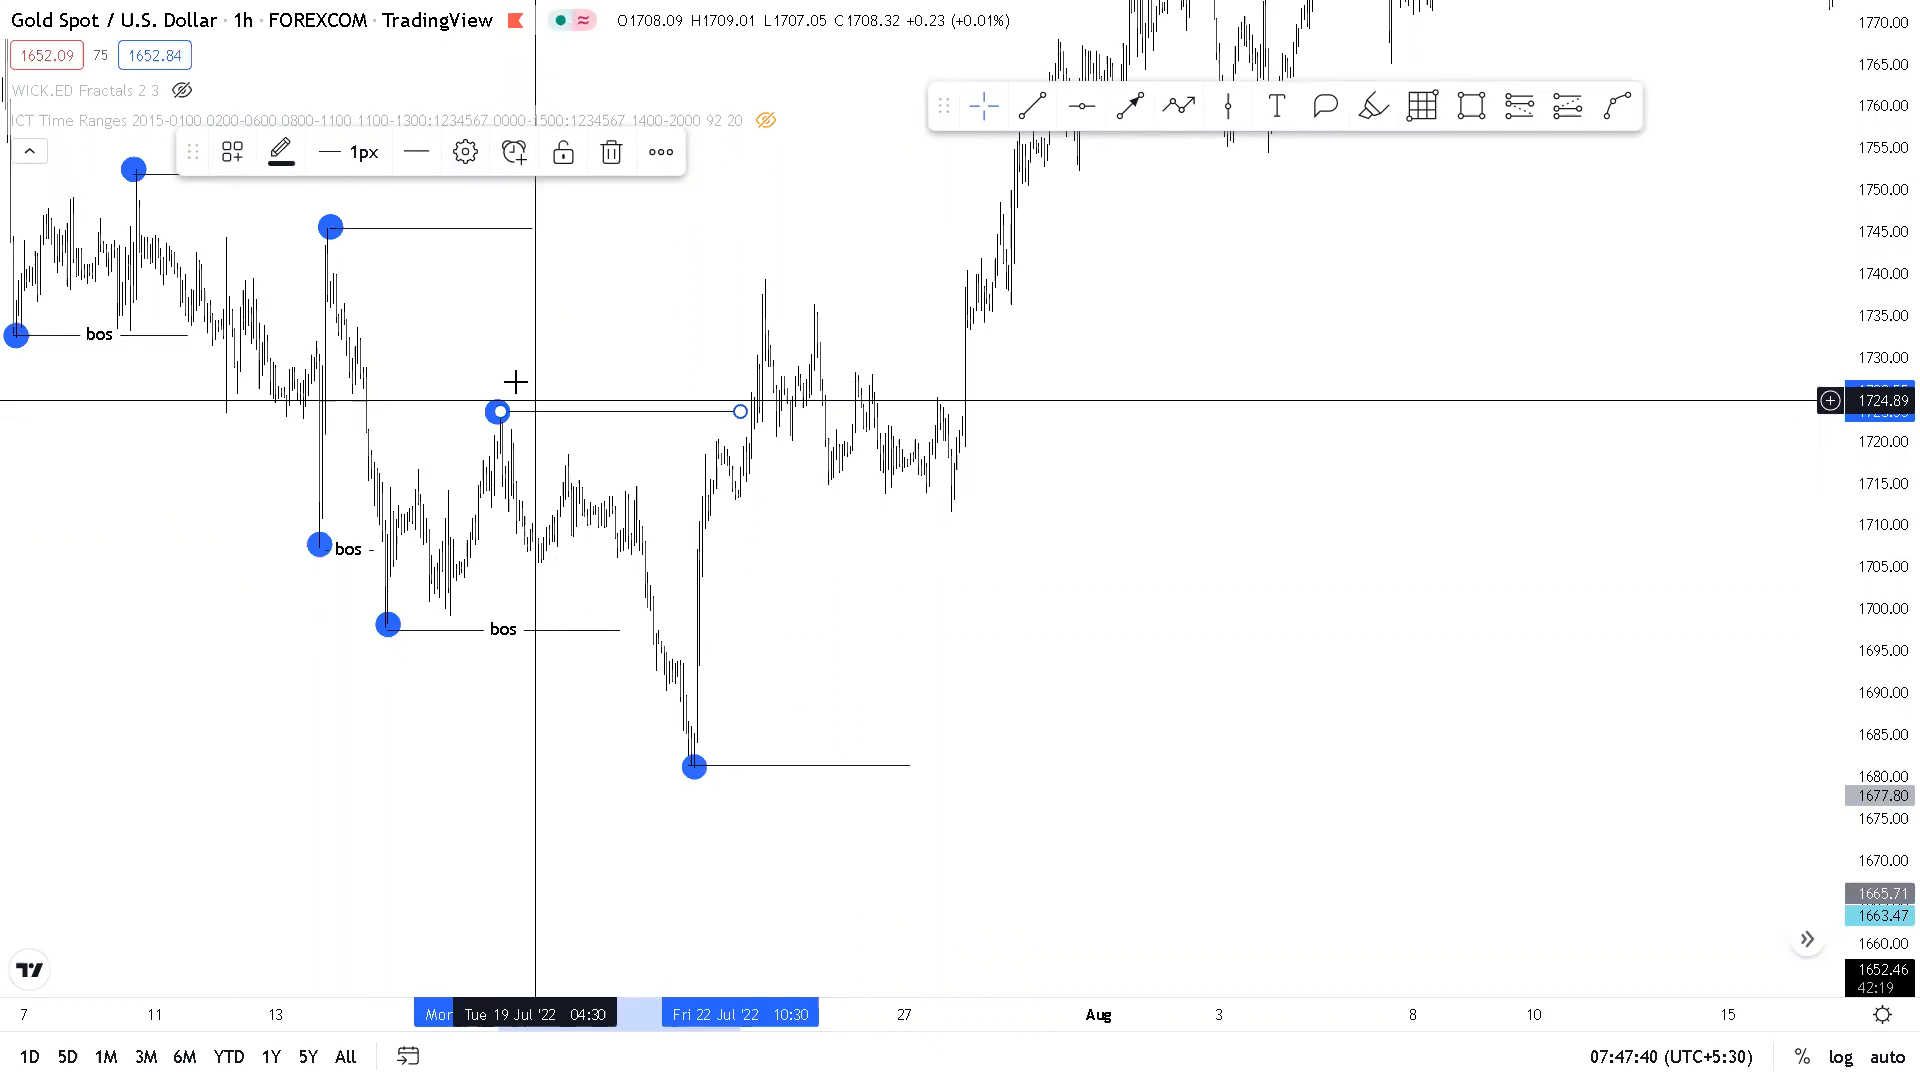 Gold Spot / U.S. Dollar · 1h · FOREXCOM · TradingView
O1708.09 H1709.01 L1707.05 C1708.32 +0.23 (+0.01%)
1652.09 75 1652.84
WICK.ED Fractals 2 3
ICT Time Ranges 2015-0100 0200-0600 0800-1100 1100-1300:1234567 0000-1500:1234567 1400-2000 92 20
1px
T
bos
bos
bos
1770.00
1765.00
1760.00
1755.00
1750.00
1745.00
1740.00
1735.00
1730.00
1724.89
1720.00
1715.00
1710.00
1705.00
1700.00
1695.00
1690.00
1685.00
1680.00
1677.80
1675.00
1670.00
1665.71
1663.47
1660.00
1652.46
42:19
7 11 13 Mor Tue 19 Jul '22 04:30 Fri 22 Jul '22 10:30 27 Aug 3 8 10 15
1D 5D 1M 3M 6M YTD 1Y 5Y All
07:47:40 (UTC+5:30) % log auto